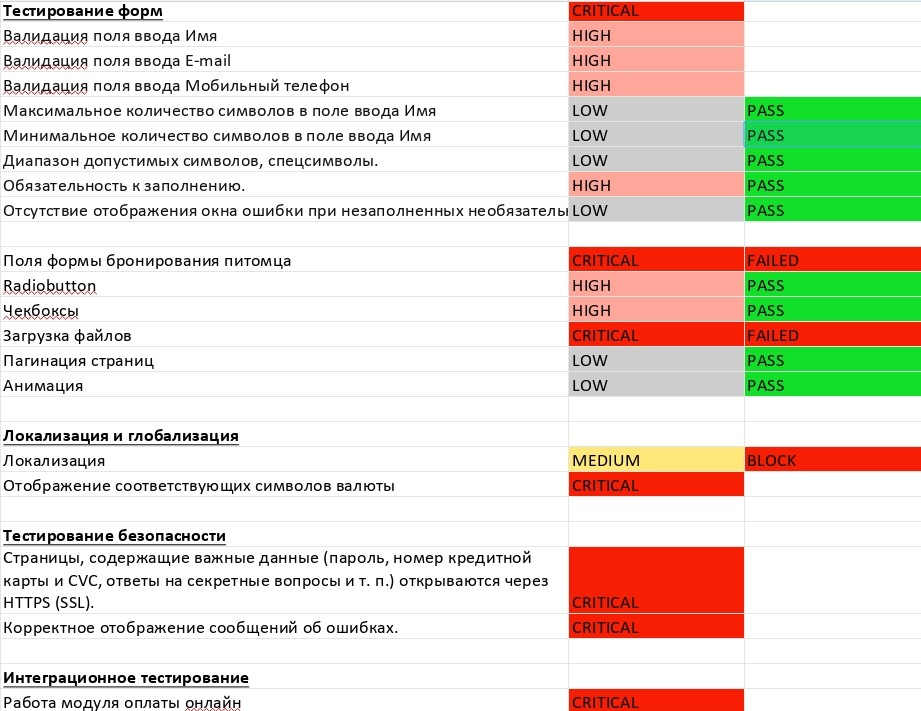 Тестирование форм CRITICAL
Валидация поля ввода Имя HIGH
Валидация поля ввода E-mail HIGH
Валидация поля ввода Мобильный телефон HIGH
Максимальное количество символов в поле ввода Имя LOW PASS
Минимальное количество символов в поле ввода Имя LOW PASS
Диапазон допустимых символов, спецсимволы. LOW PASS
Обязательность к заполнению. HIGH PASS
Отсутствие отображения окна ошибки при незаполненных необязательн LOW PASS
Поля формы бронирования питомца CRITICAL FAILED
Radiobutton HIGH PASS
Чекбоксы HIGH PASS
Загрузка файлов CRITICAL FAILED
Пагинация страниц LOW PASS
Анимация LOW PASS
Локализация и глобализация
Локализация MEDIUM BLOCK
Отображение соответствующих символов валюты CRITICAL
Тестирование безопасности
Страницы, содержащие важные данные (пароль, номер кредитной
карты и CVC, ответы на секретные вопросы и т. п.) открываются через
HTTPS (SSL). CRITICAL
Корректное отображение сообщений об ошибках. CRITICAL
Интеграционное тестирование
Работа модуля оплаты онлайн CRITICAL